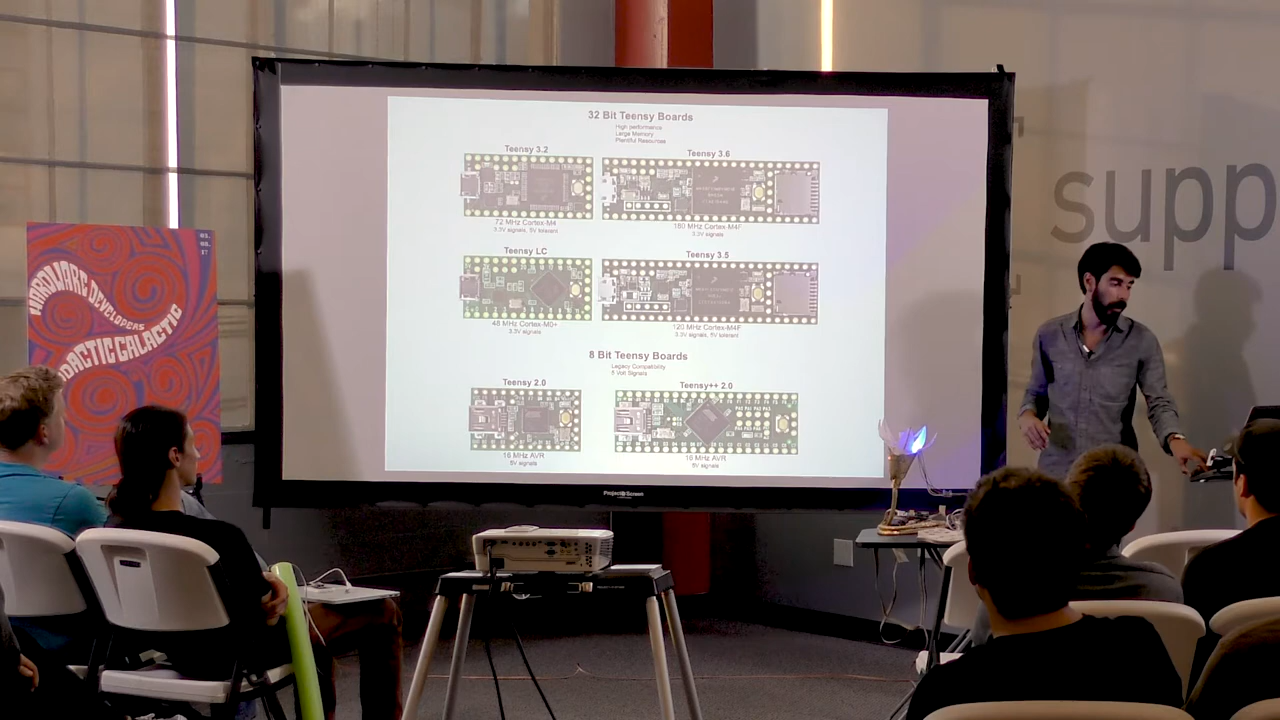 32 Bit Teensy Boards
High performance
Large Memory
Plentiful Resources
Teensy 3.2
Teensy 3.6
72 MHz Cortex-M4
3.3V signals, 5V tolerant
180 MHz Cortex-M4F
3.3V signals
Teensy LC
Teensy 3.5
48 MHz Cortex-M0+
3.3V signals
120 MHz Cortex-M4F
3.3V signals, 5V tolerant
8 Bit Teensy Boards
Legacy Compatibility
5 Volt Signals
Teensy 2.0
Teensy++ 2.0
16 MHz AVR
5V signals
16 MHz AVR
5V signals
supp
HARDWARE DEVELOPERS
DACTIC GALACTIC